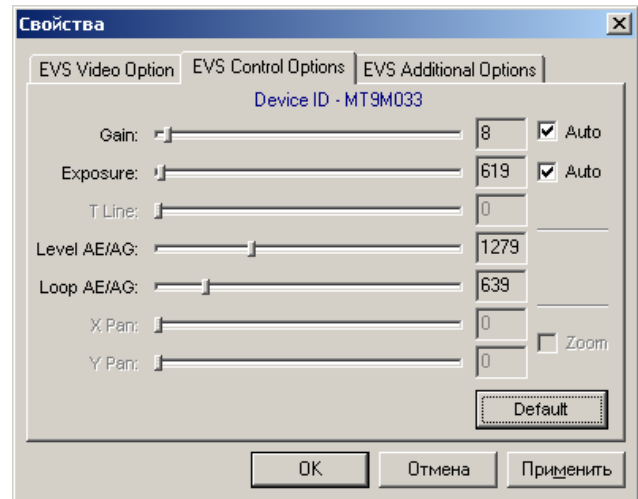 Свойства
EVS Video Option EVS Control Options EVS Additional Options
Device ID - MT9M033
Gain: 8 Auto
Exposure: 619 Auto
T Line: 0
Level AE/AG: 1279
Loop AE/AG: 639
X Pan: 0
Zoom
Y Pan: 0
Default
OK Отмена Применить